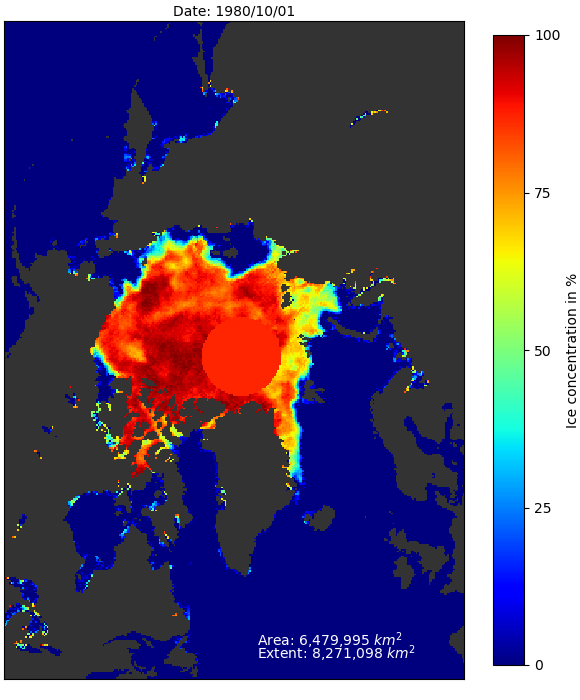 Date: 1980/10/01
100
75
50
25
0
Ice concentration in %
Area: 6,479,995 km²
Extent: 8,271,098 km²